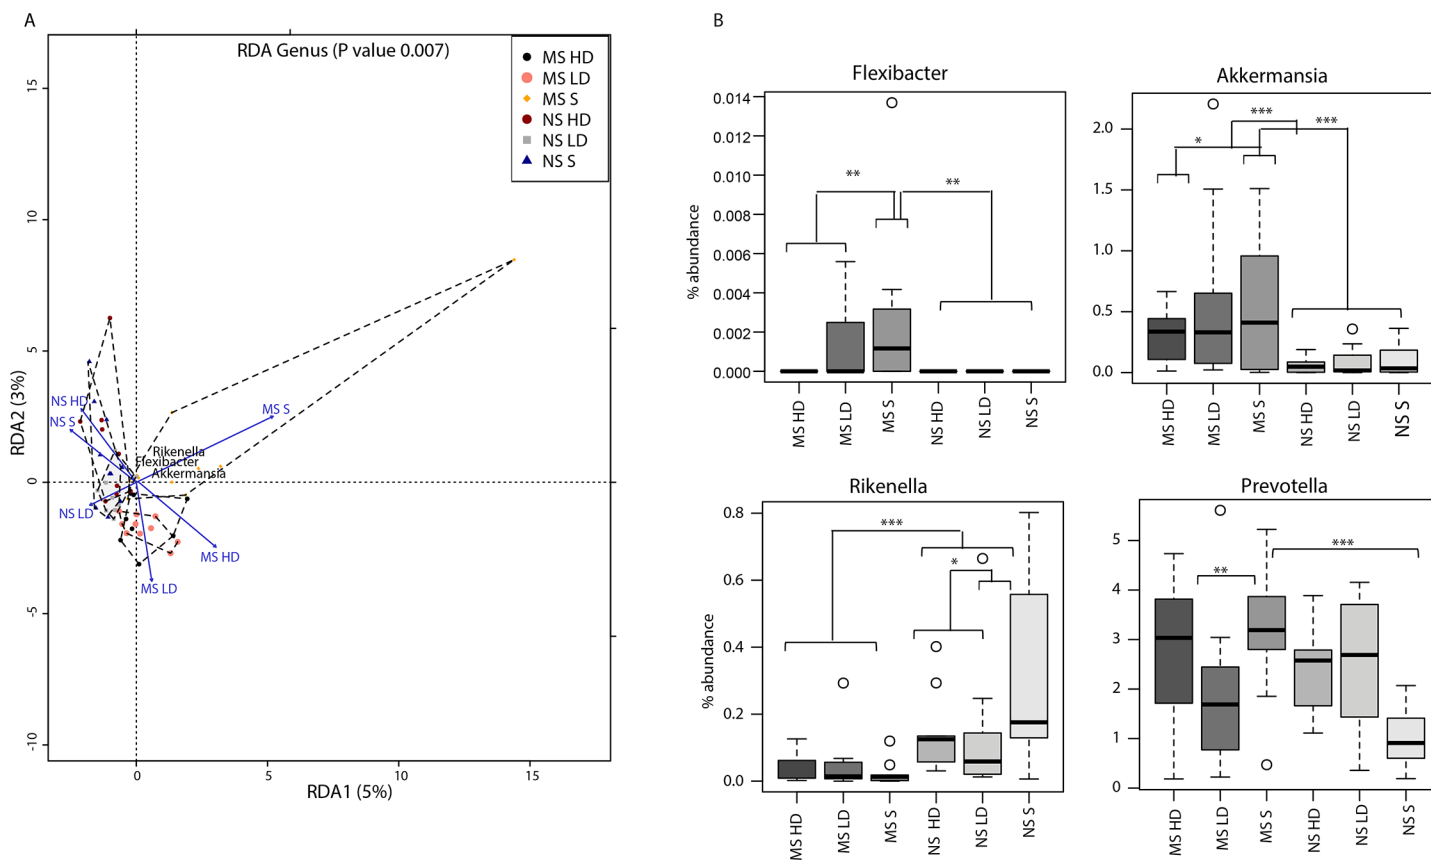 A
B
RDA Genus (P value 0.007)
MS HD
MS LD
MS S
NS HD
NS LD
NS S
15
10
5
0
-5
-10
RDA2 (3%)
NS HD
NS S
MS S
Rikenella
Flexibacter
Akkermansia
NS LD
MS HD
MS LD
0
5
10
15
RDA1 (5%)
Flexibacter
% abundance
0.014
0.012
0.010
0.008
0.006
0.004
0.002
0.000
**
**
MS HD
MS LD
MS S
NS HD
NS LD
NS S
Akkermansia
2.0
1.5
1.0
0.5
0.0
*
***
***
MS HD
MS LD
MS S
NS HD
NS LD
NS S
Rikenella
% abundance
0.8
0.6
0.4
0.2
0.0
***
*
MS HD
MS LD
MS S
NS HD
NS LD
NS S
Prevotella
5
4
3
2
1
0
**
***
MS HD
MS LD
MS S
NS HD
NS LD
NS S